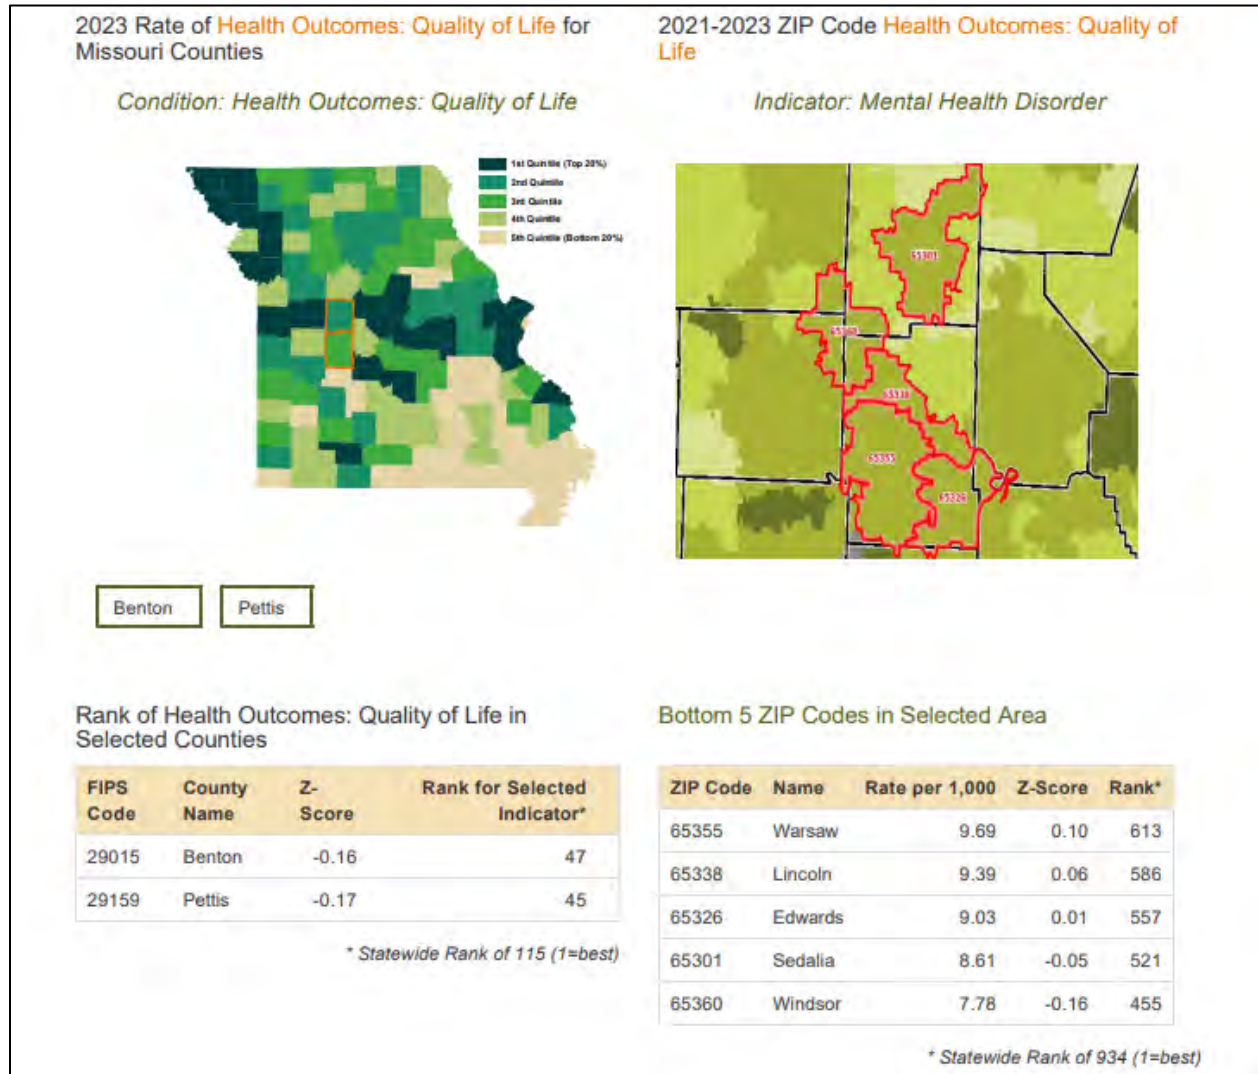 2023 Rate of Health Outcomes: Quality of Life for
Missouri Counties
Condition: Health Outcomes: Quality of Life
1st Quintile (Top 20%)
2nd Quintile
3rd Quintile
4th Quintile
5th Quintile (Bottom 20%)
2021-2023 ZIP Code Health Outcomes: Quality of
Life
Indicator: Mental Health Disorder
65301
65360
65338
65355
65326
Benton
Pettis
Rank of Health Outcomes: Quality of Life in
Selected Counties
FIPS Code County Name Z-Score Rank for Selected Indicator*
29015 Benton -0.16 47
29159 Pettis -0.17 45
* Statewide Rank of 115 (1=best)
Bottom 5 ZIP Codes in Selected Area
ZIP Code Name Rate per 1,000 Z-Score Rank*
65355 Warsaw 9.69 0.10 613
65338 Lincoln 9.39 0.06 586
65326 Edwards 9.03 0.01 557
65301 Sedalia 8.61 -0.05 521
65360 Windsor 7.78 -0.16 455
* Statewide Rank of 934 (1=best)